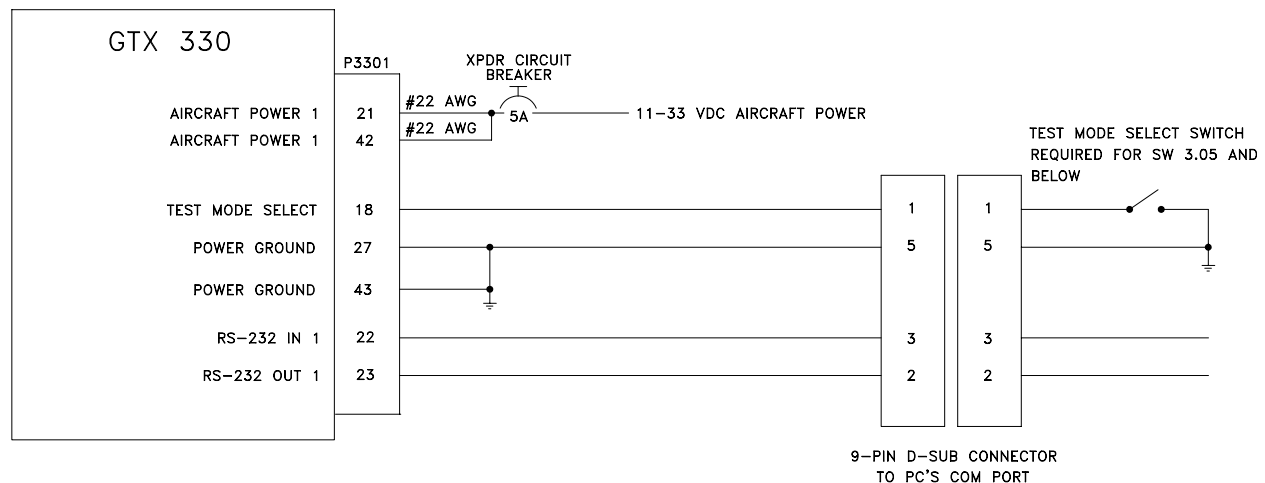 GTX 330
P3301
XPDR CIRCUIT
BREAKER
AIRCRAFT POWER 1 21 #22 AWG 5A 11-33 VDC AIRCRAFT POWER
AIRCRAFT POWER 1 42 #22 AWG
TEST MODE SELECT SWITCH
REQUIRED FOR SW 3.05 AND
BELOW
TEST MODE SELECT 18 1 1
POWER GROUND 27 5 5
POWER GROUND 43
RS-232 IN 1 22 3 3
RS-232 OUT 1 23 2 2
9-PIN D-SUB CONNECTOR
TO PC'S COM PORT